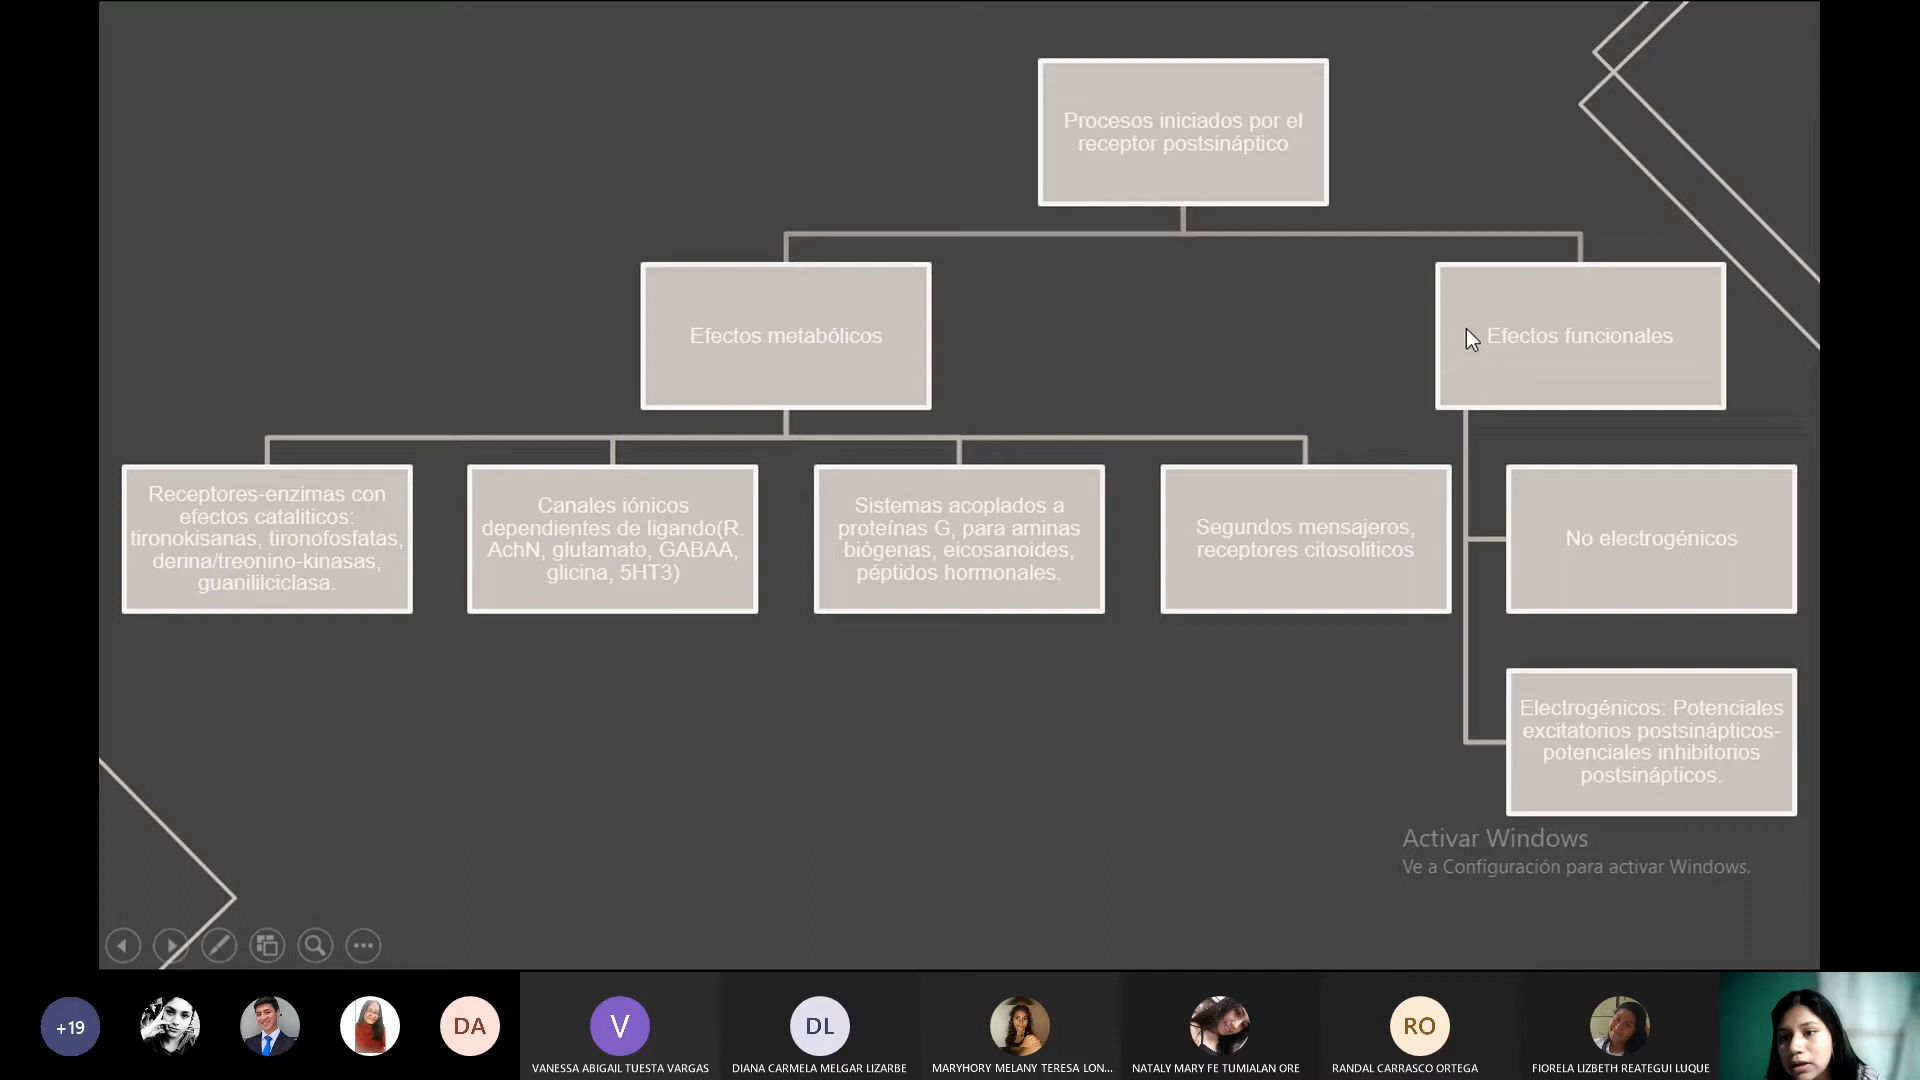 Procesos iniciados por el
receptor postsináptico
Efectos metabólicos
Efectos funcionales
Receptores-enzimas con
efectos cataliticos:
tironokisanas, tironofosfatas,
derina/treonino-kinasas,
guanililciclasa.
Canales iónicos
dependientes de ligando(R.
AchN, glutamato, GABAA,
glicina, 5HT3)
Sistemas acoplados a
proteínas G, para aminas
biógenas, eicosanoides,
péptidos hormonales.
Segundos mensajeros,
receptores citosoliticos
No electrogénicos
Electrogénicos: Potenciales
excitatorios postsinápticos-
potenciales inhibitorios
postsinápticos.
Activar Windows
Ve a Configuración para activar Windows.
+19
DA
V
DL
RO
VANESSA ABIGAIL TUESTA VARGAS
DIANA CARMELA MELGAR LIZARBE
MARYHORY MELANY TERESA LON...
NATALY MARY FE TUMIALAN ORE
RANDAL CARRASCO ORTEGA
FIORELA LIZBETH REATEGUI LUQUE